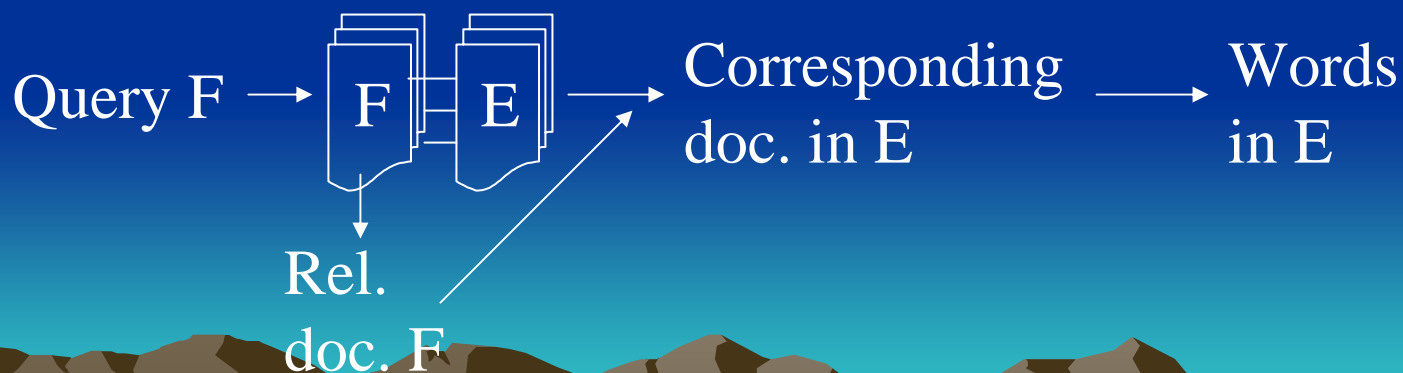 Query F
F
E
Corresponding
doc. in E
Words
in E
Rel.
doc. F